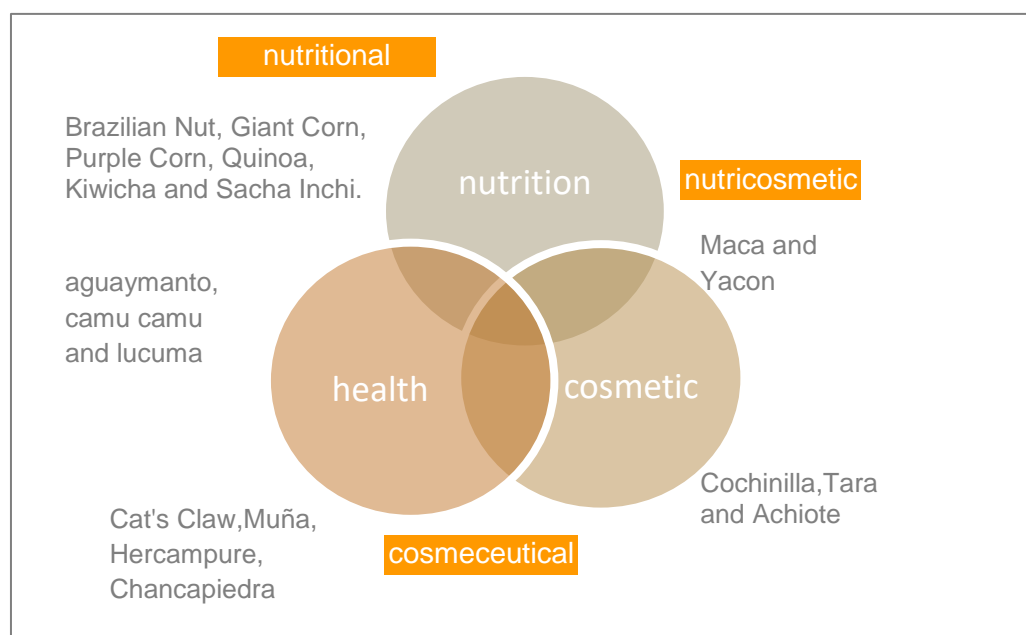 nutritional
Brazilian Nut, Giant Corn,
Purple Corn, Quinoa,
Kiwicha and Sacha Inchi.
nutrition
nutricosmetic
Maca and
Yacon
aguaymanto,
camu camu
and lucuma
health
cosmetic
Cochinilla,Tara
and Achiote
Cat's Claw,Muña,
Hercampure,
Chancapiedra
cosmeceutical